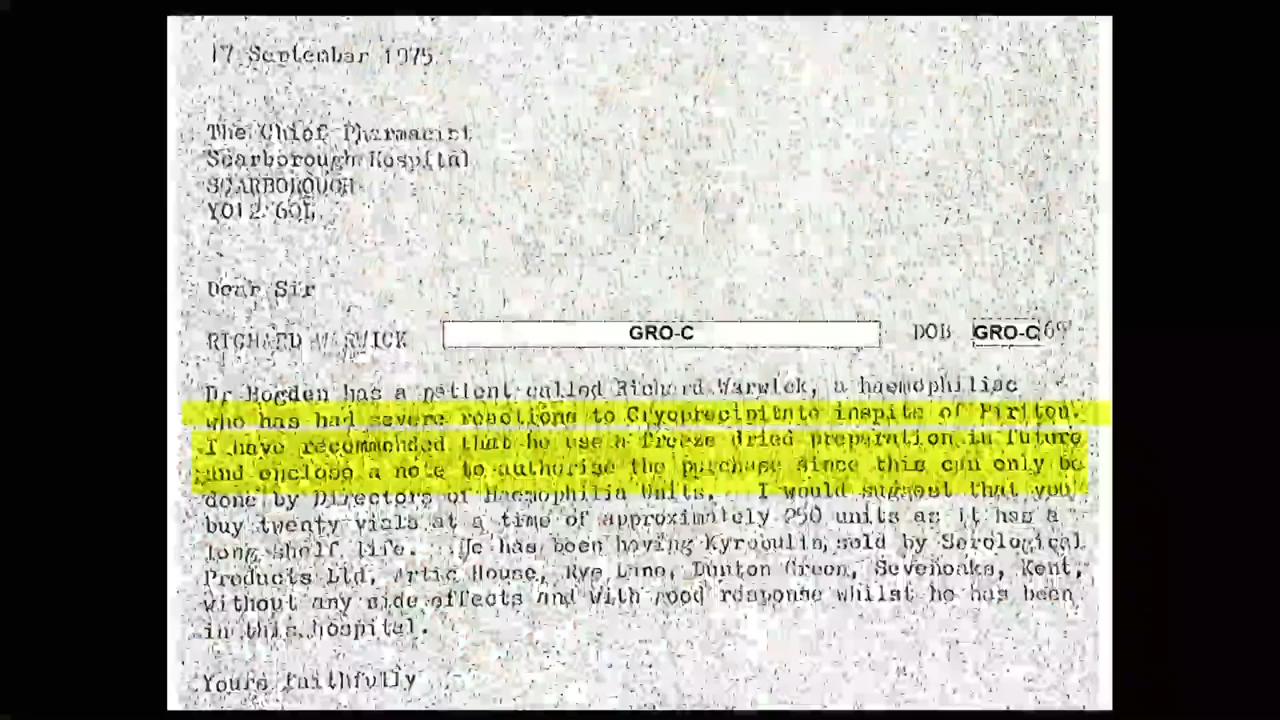 17 September 1975
The Chief Pharmacist
Scarborough Hospital
SCARBOROUGH
YO12 6QL
Dear Sir
RICHARD WARWICK GRO-C DOB GRO-C 69
Dr Hogden has a patient called Richard Warwick, a haemophiliac
who has had severe reactions to Cryoprecipitate inspite of Piriton.
I have recommended that he use a freeze dried preparation in future
and enclose a note to authorise the purchase since this can only be
done by Directors of Haemophilia Units. I would suggest that you
buy twenty vials at a time of approximately 250 units as it has a
long shelf life. He has been having Kyrobulin, sold by Serological
Products Ltd, Artic House, Rye Lane, Dunton Green, Sevenoaks, Kent,
without any side effects and with good response whilst he has been
in this hospital.
Yours faithfully